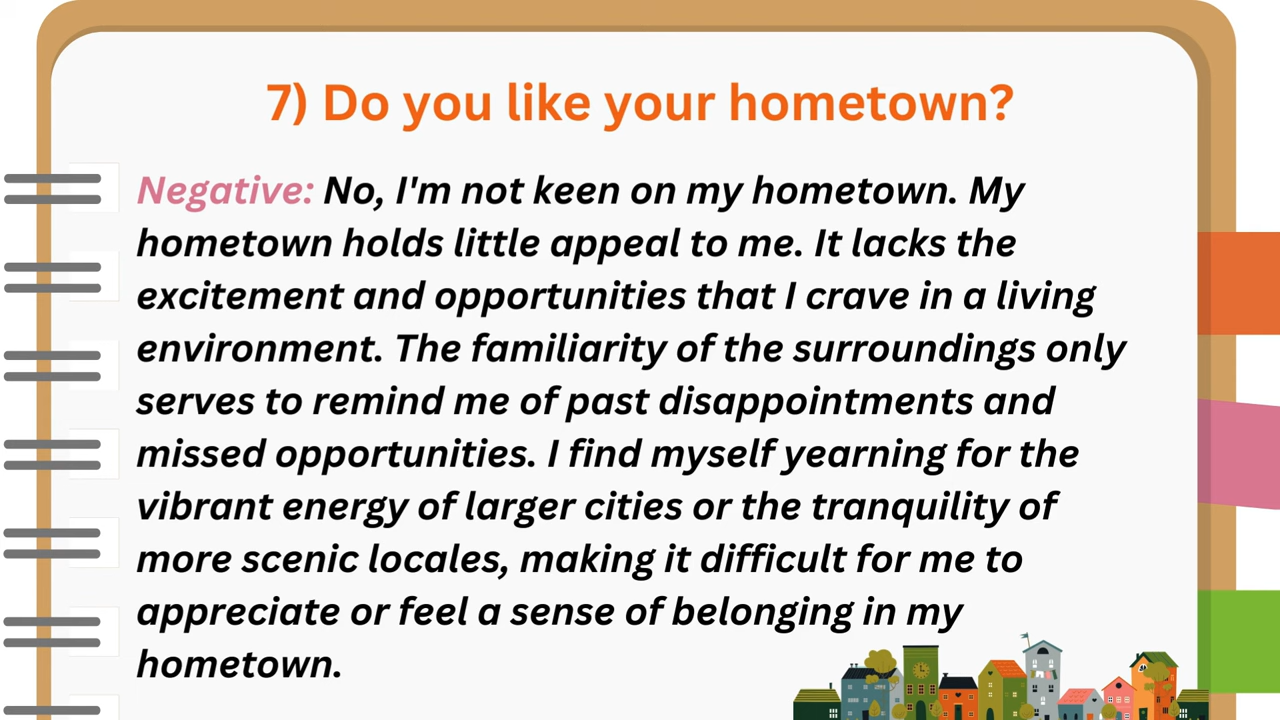 7) Do you like your hometown?
Negative: No, I'm not keen on my hometown. My
hometown holds little appeal to me. It lacks the
excitement and opportunities that I crave in a living
environment. The familiarity of the surroundings only
serves to remind me of past disappointments and
missed opportunities. I find myself yearning for the
vibrant energy of larger cities or the tranquility of
more scenic locales, making it difficult for me to
appreciate or feel a sense of belonging in my
hometown.